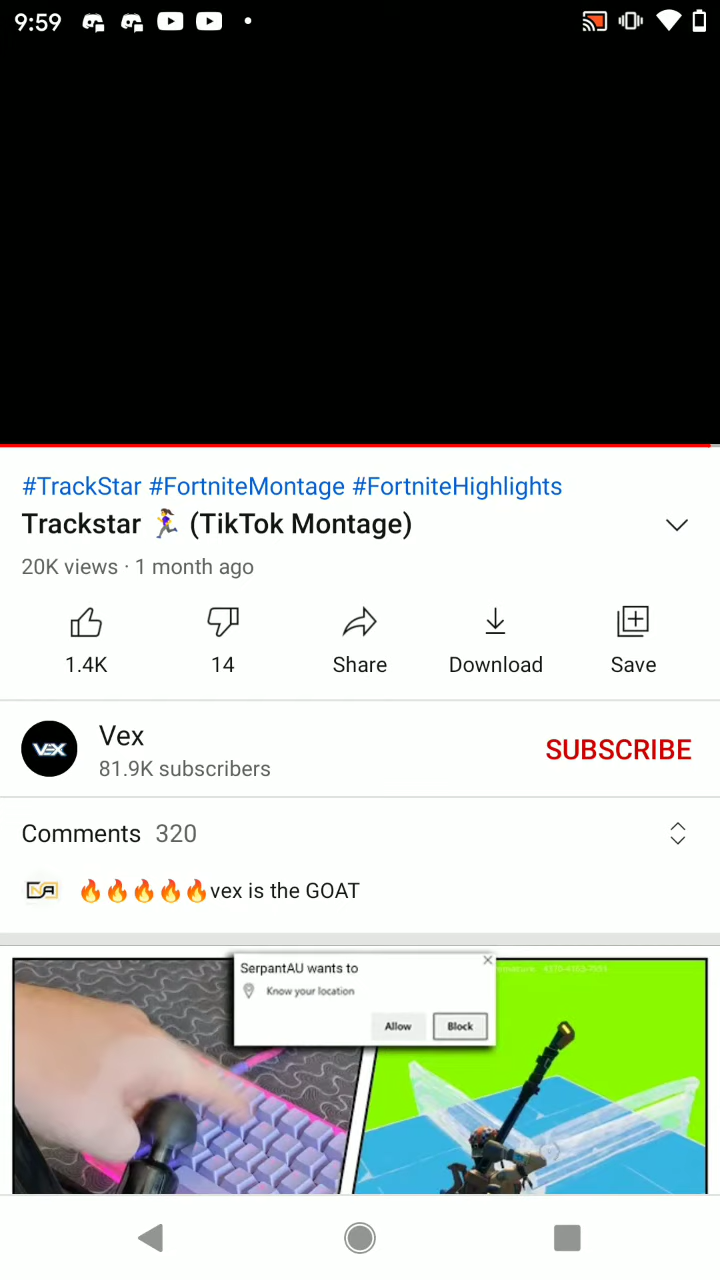 9:59
#TrackStar #FortniteMontage #FortniteHighlights
Trackstar 🏃‍♀️ (TikTok Montage)
20K views · 1 month ago
1.4K 14 Share Download Save
VEX
Vex
81.9K subscribers
SUBSCRIBE
Comments 320
🔥🔥🔥🔥🔥vex is the GOAT
SerpantAU wants to
Know your location
Allow Block